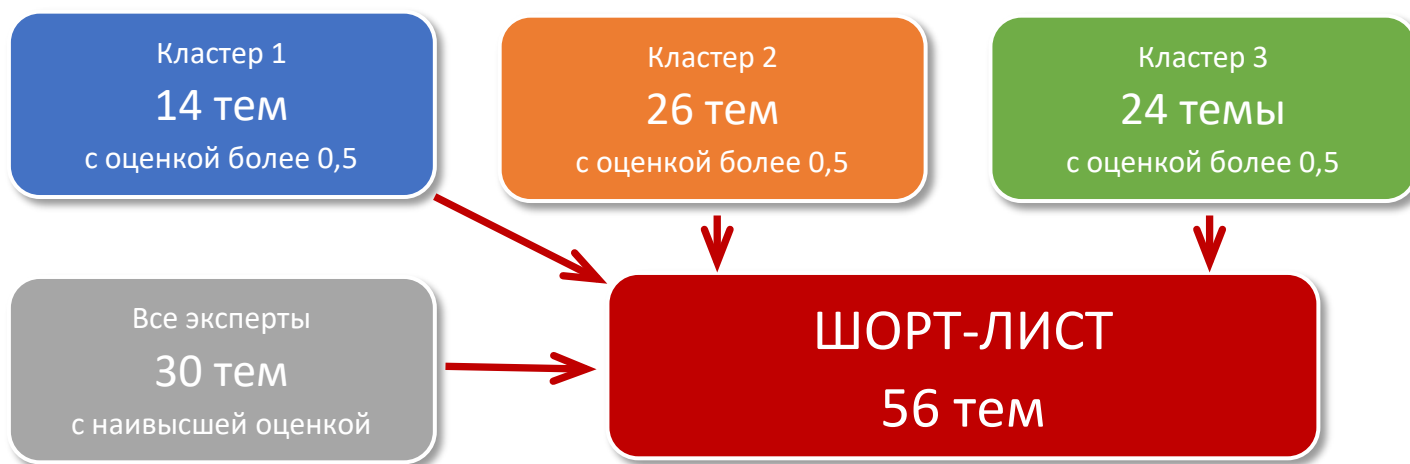 Кластер 1
14 тем
с оценкой более 0,5
Кластер 2
26 тем
с оценкой более 0,5
Кластер 3
24 темы
с оценкой более 0,5
Все эксперты
30 тем
с наивысшей оценкой
ШОРТ-ЛИСТ
56 тем